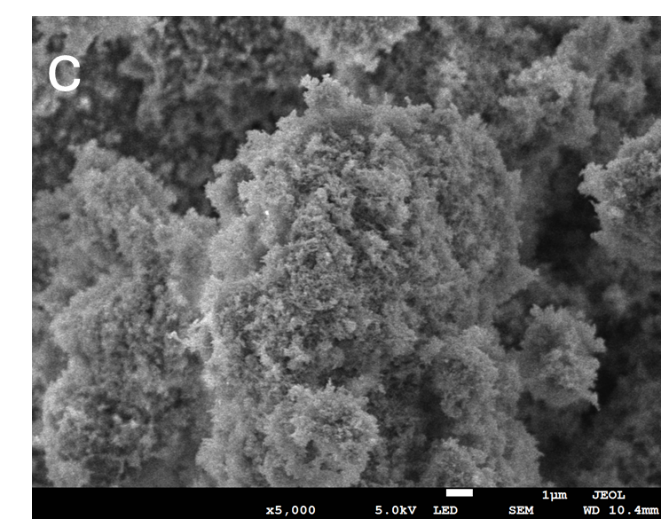 C
1µm JEOL
x5,000 5.0kV LED SEM WD 10.4mm